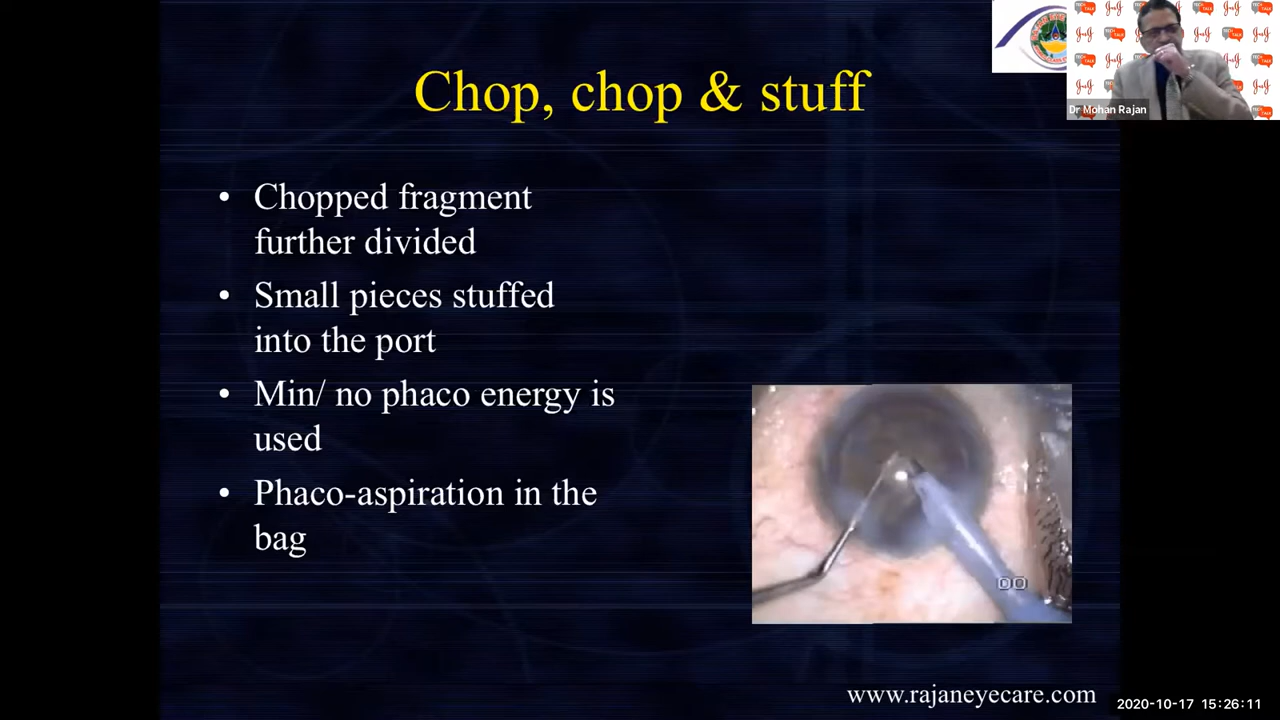 Chop, chop & stuff
• Chopped fragment
further divided
• Small pieces stuffed
into the port
• Min/ no phaco energy is
used
• Phaco-aspiration in the
bag
www.rajaneyecare.com
Dr Mohan Rajan
2020-10-17 15:26:11